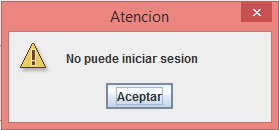 Atencion
No puede iniciar sesion
Aceptar